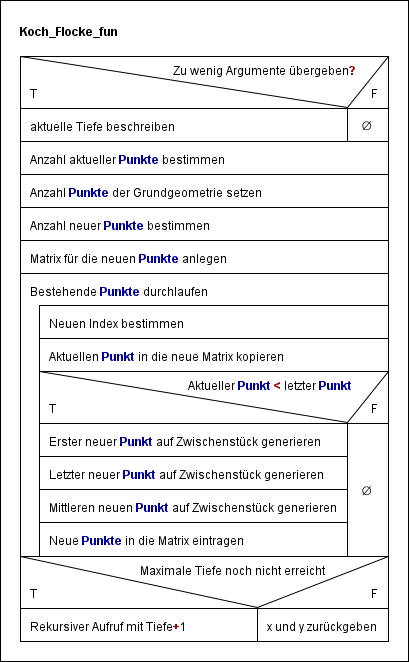 Koch_Flocke_fun
Zu wenig Argumente übergeben?
T F
aktuelle Tiefe beschreiben ∅
Anzahl aktueller Punkte bestimmen
Anzahl Punkte der Grundgeometrie setzen
Anzahl neuer Punkte bestimmen
Matrix für die neuen Punkte anlegen
Bestehende Punkte durchlaufen
Neuen Index bestimmen
Aktuellen Punkt in die neue Matrix kopieren
Aktueller Punkt < letzter Punkt
T F
Erster neuer Punkt auf Zwischenstück generieren
Letzter neuer Punkt auf Zwischenstück generieren
∅
Mittleren neuen Punkt auf Zwischenstück generieren
Neue Punkte in die Matrix eintragen
Maximale Tiefe noch nicht erreicht
T F
Rekursiver Aufruf mit Tiefe+1 x und y zurückgeben